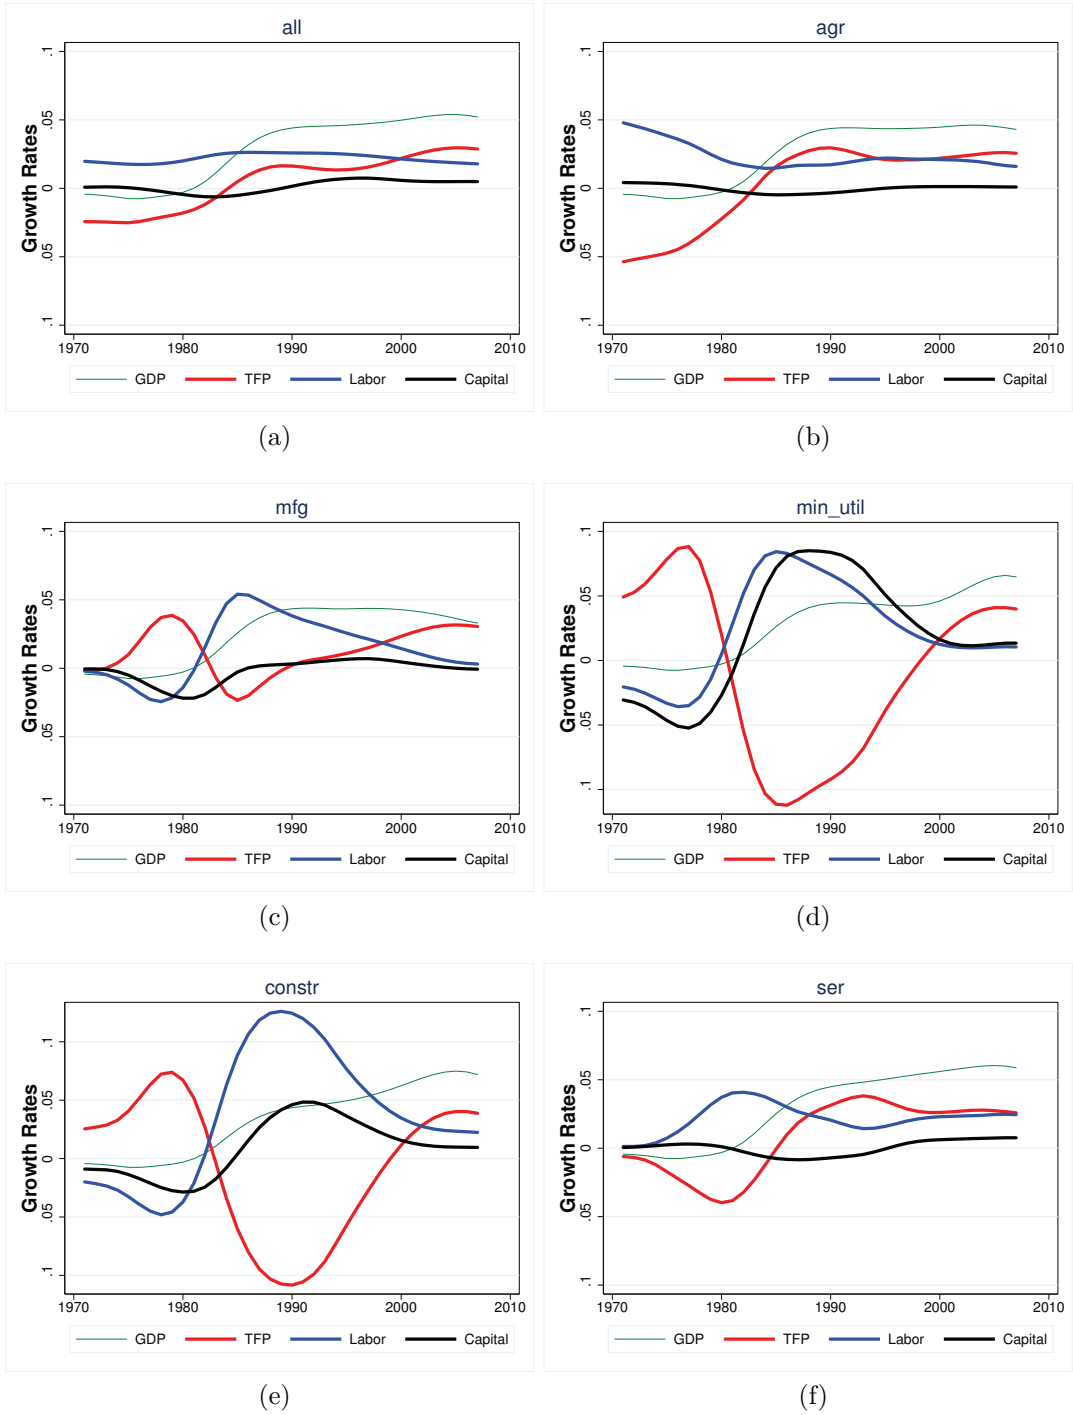 all
Growth Rates
.1
.05
0
.05
.1
1970 1980 1990 2000 2010
GDP TFP Labor Capital
(a)
agr
Growth Rates
.1
.05
0
.05
.1
1970 1980 1990 2000 2010
GDP TFP Labor Capital
(b)
mfg
Growth Rates
.1
.05
0
.05
.1
1970 1980 1990 2000 2010
GDP TFP Labor Capital
(c)
min_util
Growth Rates
.1
.05
0
.05
.1
1970 1980 1990 2000 2010
GDP TFP Labor Capital
(d)
constr
Growth Rates
.1
.05
0
.05
.1
1970 1980 1990 2000 2010
GDP TFP Labor Capital
(e)
ser
Growth Rates
.1
.05
0
.05
.1
1970 1980 1990 2000 2010
GDP TFP Labor Capital
(f)